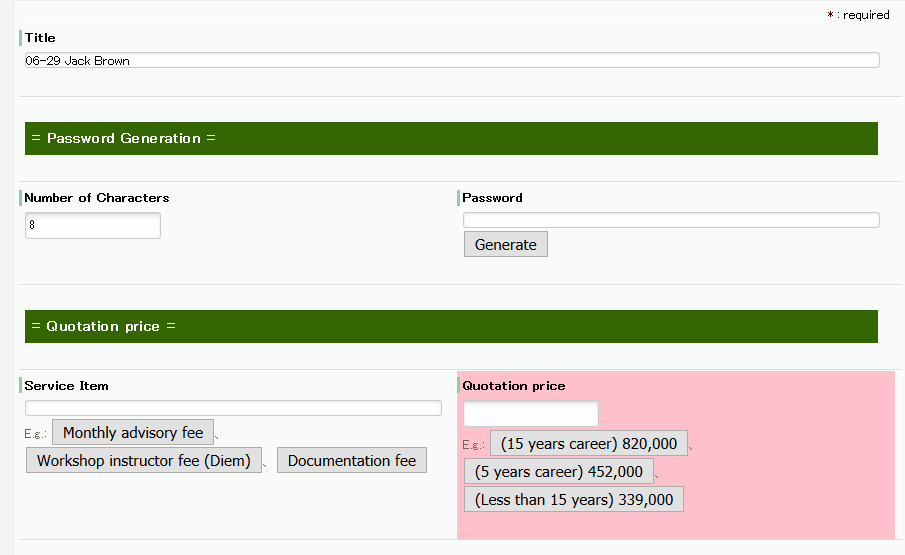 * : required
Title
06-29 Jack Brown
= Password Generation =
Number of Characters
Password
8
Generate
= Quotation price =
Service Item
Quotation price
E.g.: Monthly advisory fee 、
Workshop instructor fee (Diem) 、 Documentation fee
E.g.: (15 years career) 820,000 、
(5 years career) 452,000 、
(Less than 15 years) 339,000